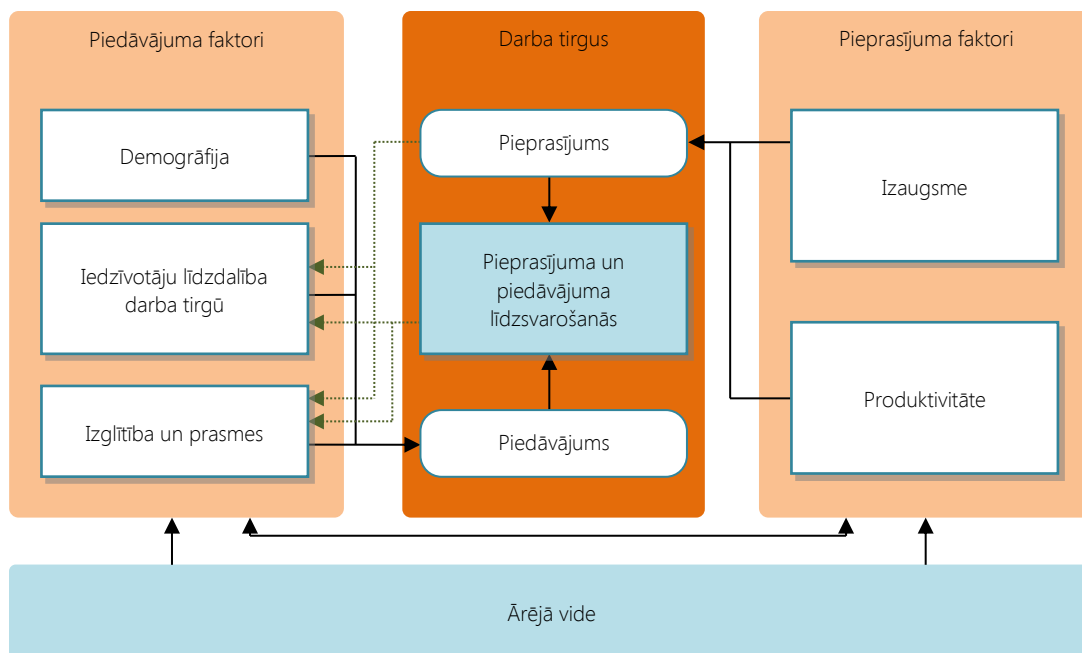 Piedāvājuma faktori
Demogrāfija
Iedzīvotāju līdzdalība
darba tirgū
Izglītība un prasmes
Darba tirgus
Pieprasījums
Pieprasījuma un
piedāvājuma
līdzsvarošanās
Piedāvājums
Pieprasījuma faktori
Izaugsme
Produktivitāte
Ārējā vide